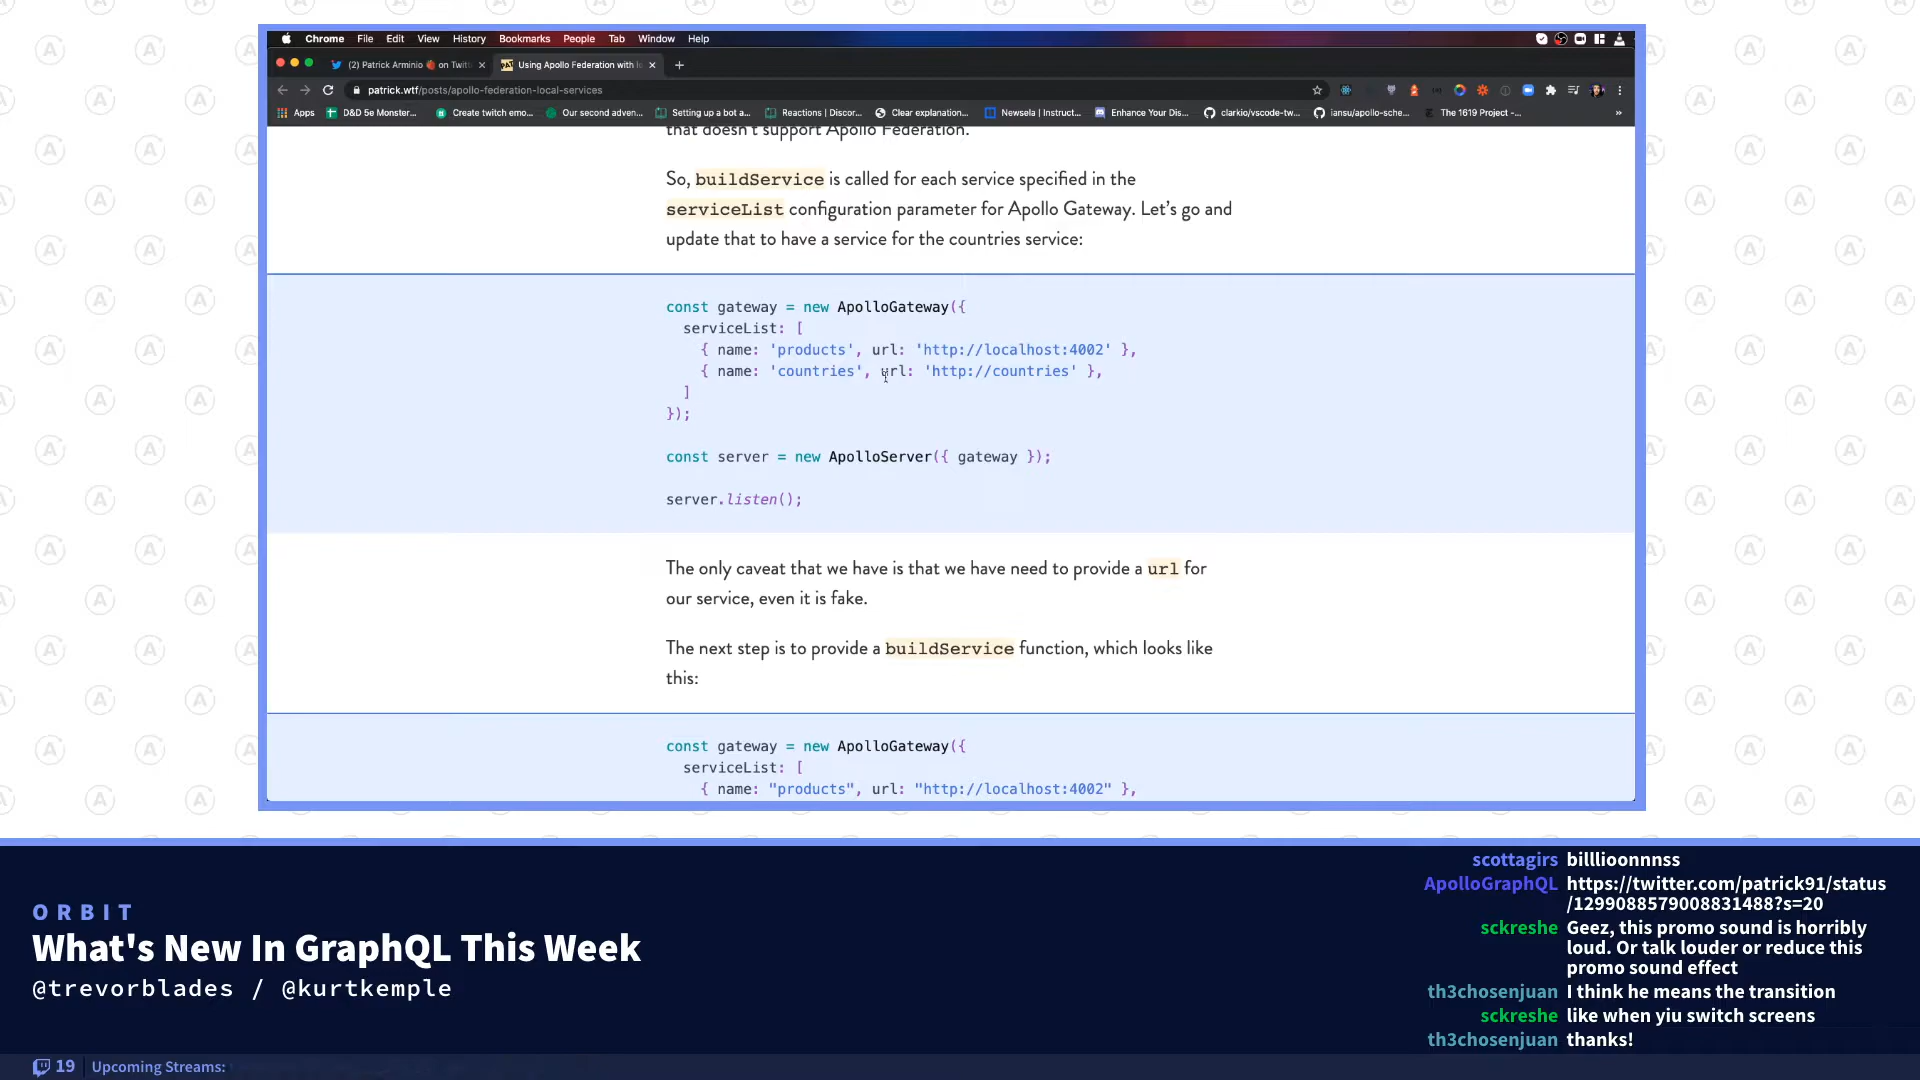 Chrome File Edit View History Bookmarks People Tab Window Help
(2) Patrick Arminio 🍓 on Twitt
Using Apollo Federation with lo
patrick.wtf/posts/apollo-federation-local-services
Apps D&D 5e Monster... Create twitch emo... Our second adven... Setting up a bot a... Reactions | Discor... Clear explanation... Newsela | Instruct... Enhance Your Dis... clarkio/vscode-tw... iansu/apollo-sche... The 1619 Project -... »
that doesn't support Apollo Federation.
So, buildService is called for each service specified in the
serviceList configuration parameter for Apollo Gateway. Let's go and
update that to have a service for the countries service:
const gateway = new ApolloGateway({
serviceList: [
{ name: 'products', url: 'http://localhost:4002' },
{ name: 'countries', url: 'http://countries' },
]
});
const server = new ApolloServer({ gateway });
server.listen();
The only caveat that we have is that we have need to provide a url for
our service, even it is fake.
The next step is to provide a buildService function, which looks like
this:
const gateway = new ApolloGateway({
serviceList: [
{ name: "products", url: "http://localhost:4002" },
ORBIT
What's New In GraphQL This Week
@trevorblades / @kurtkemple
19 Upcoming Streams:
scottagirs billlioonnnss
ApolloGraphQL https://twitter.com/patrick91/status
/1299088579008831488?s=20
sckreshe Geez, this promo sound is horribly
loud. Or talk louder or reduce this
promo sound effect
th3chosenjuan I think he means the transition
sckreshe like when yiu switch screens
th3chosenjuan thanks!